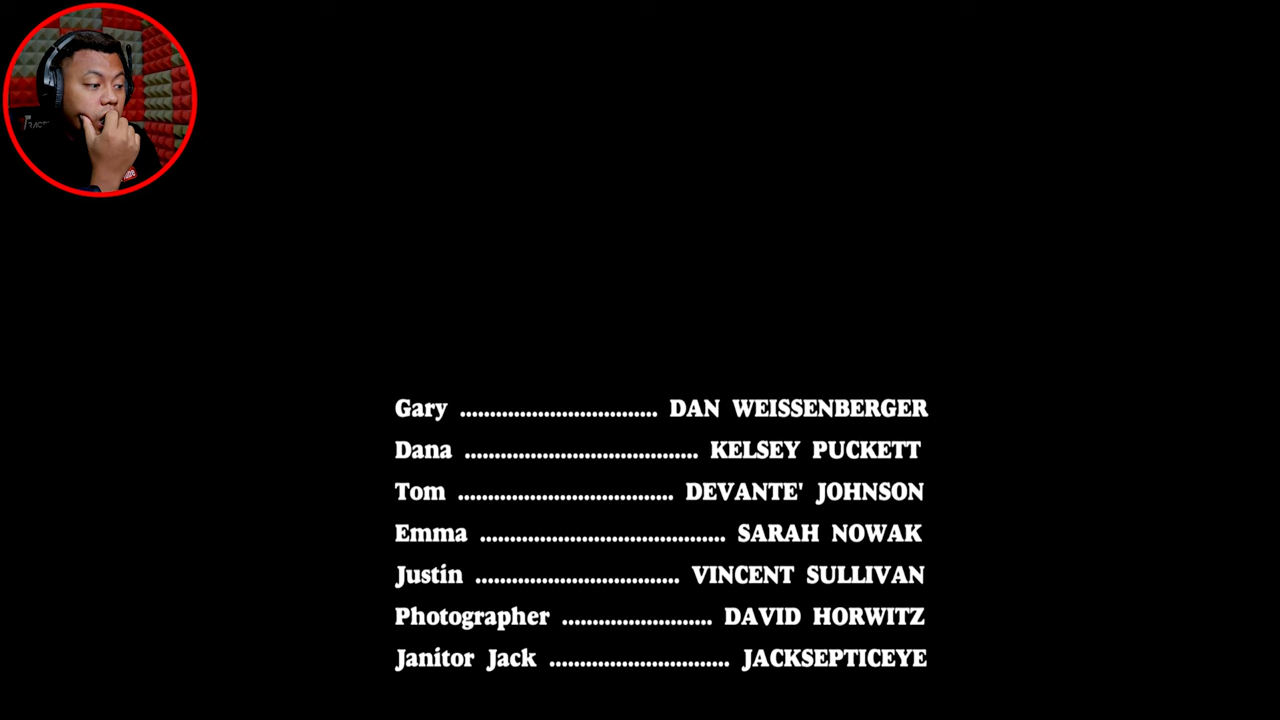 Gary ................................. DAN WEISSENBERGER
Dana ....................................... KELSEY PUCKETT
Tom .................................... DEVANTE' JOHNSON
Emma ......................................... SARAH NOWAK
Justin .................................. VINCENT SULLIVAN
Photographer ......................... DAVID HORWITZ
Janitor Jack .............................. JACKSEPTICEYE